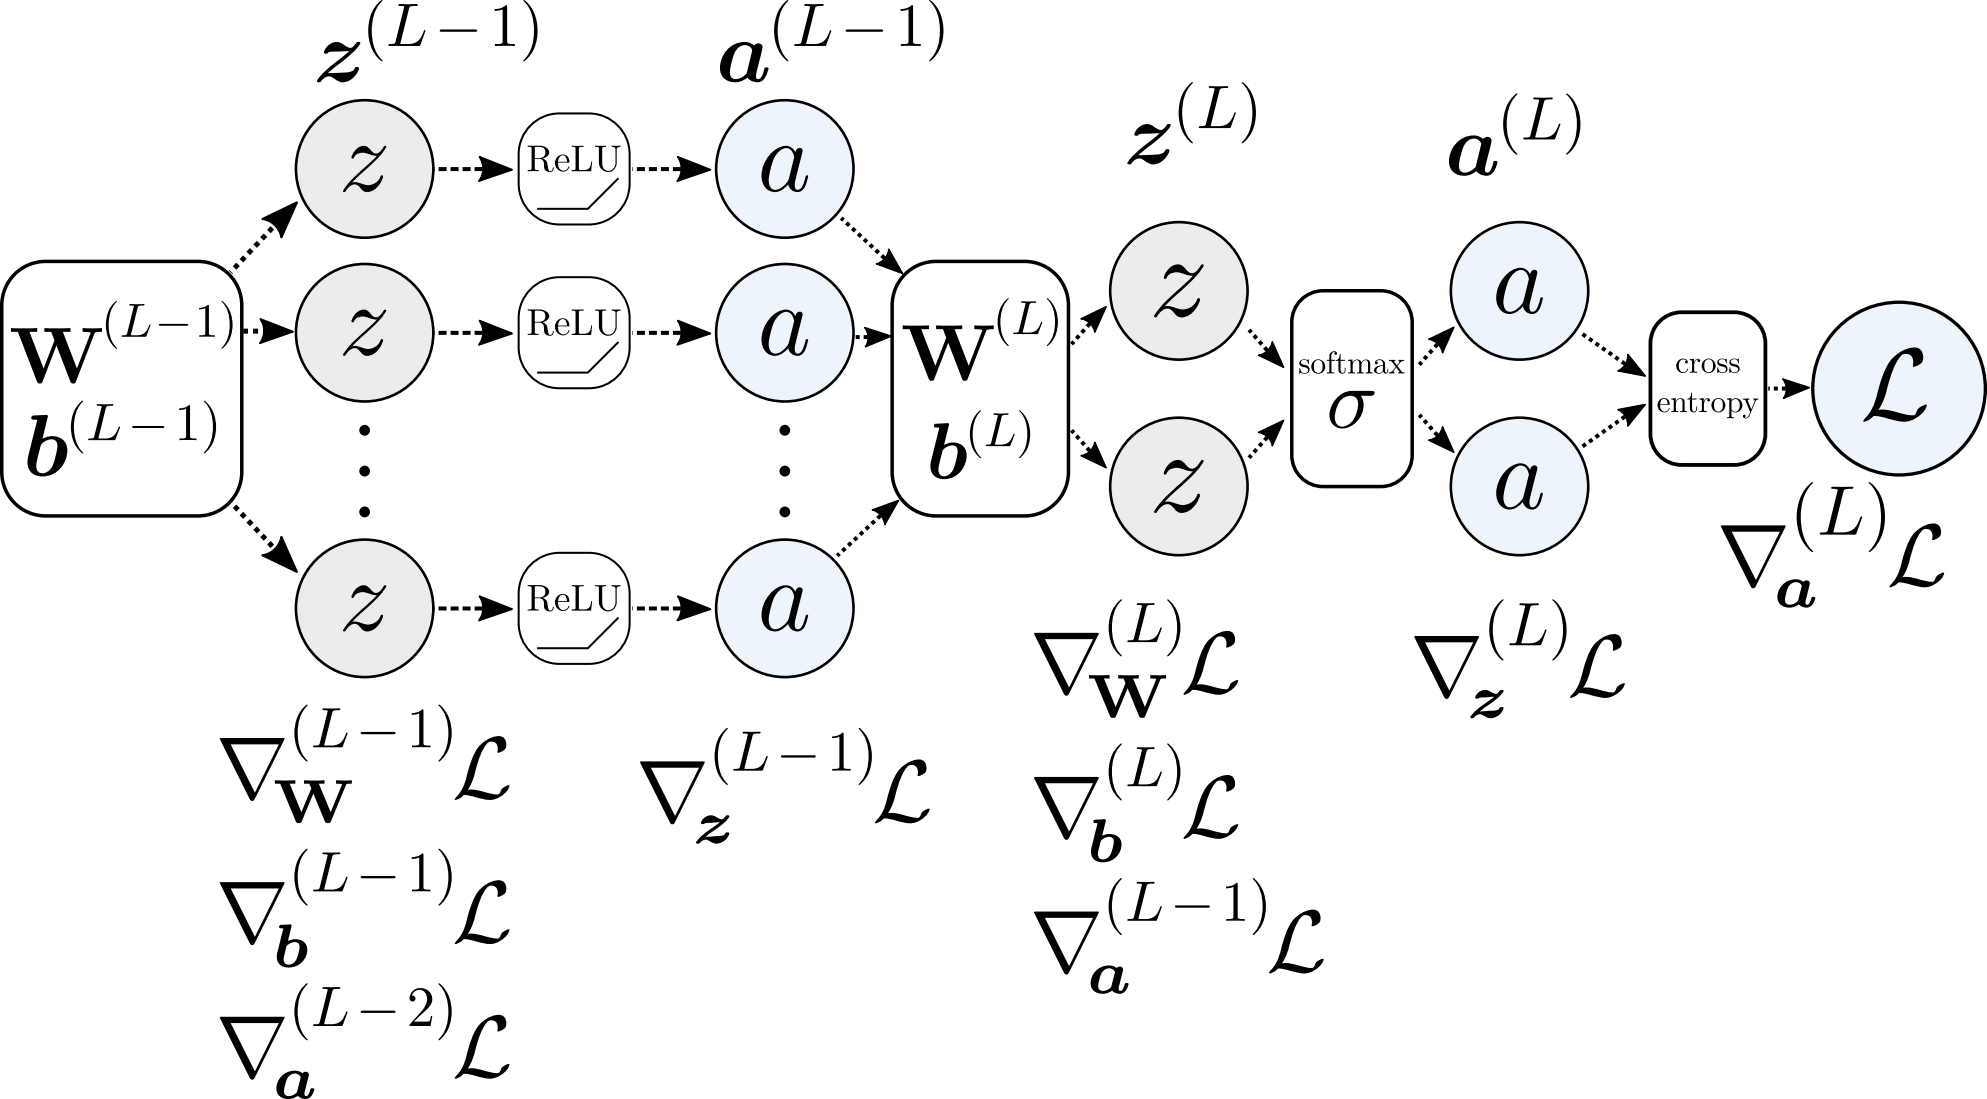 z^(L−1)
a^(L−1)
z^(L)
a^(L)
z
ReLU
a
z
ReLU
a
z
ReLU
a
W^(L−1)
b^(L−1)
W^(L)
b^(L)
z
z
softmax
σ
a
a
cross
entropy
ℒ
∇_a^(L) ℒ
∇_z^(L) ℒ
∇_W^(L) ℒ
∇_b^(L) ℒ
∇_a^(L−1) ℒ
∇_z^(L−1) ℒ
∇_W^(L−1) ℒ
∇_b^(L−1) ℒ
∇_a^(L−2) ℒ